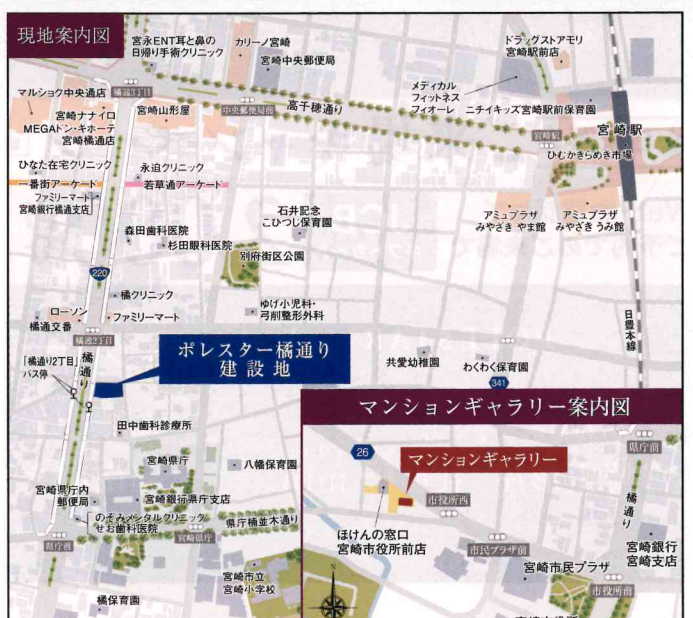 現地案内図
宮永ENT耳と鼻の
日帰り手術クリニック
カリーノ宮崎
宮崎中央郵便局
ドラッグストアモリ
宮崎駅前店
マルショク中央通店
橘通3丁目
メディカル
フィットネス
フィオーレ
ニチイキッズ宮崎駅前保育園
宮崎ナナイロ
MEGAドン・キホーテ
宮崎橘通店
宮崎山形屋
中央郵便局前
高千穂通り
宮崎駅
宮崎駅
ひむかきらめき市場
ひなた在宅クリニック
永迫クリニック
一番街アーケード
若草通アーケード
ファミリーマート
宮崎銀行橘通支店
石井記念
こひつじ保育園
アミュプラザ
みやざき やま館
アミュプラザ
みやざき うみ館
森田歯科医院
杉田眼科医院
別府街区公園
220
橘クリニック
ローソン
ファミリーマート
橘通交番
ゆげ小児科・
弓削整形外科
日豊本線
橘通2丁目
橘通り
「橘通り2丁目」
バス停
ポレスター橘通り
建設地
共愛幼稚園
わくわく保育園
341
田中歯科診療所
宮崎県庁
八幡保育園
宮崎県庁内
郵便局
宮崎銀行県庁支店
のぞみメンタルクリニック
せお歯科医院
県庁楠並木通り
県庁前
宮崎県庁
宮崎市立
宮崎小学校
橘保育園
マンションギャラリー案内図
26
マンションギャラリー
県庁前
市役所西
橘通り
ほけんの窓口
宮崎市役所前店
市民プラザ前
宮崎市民プラザ
宮崎銀行
宮崎支店
市役所前
N